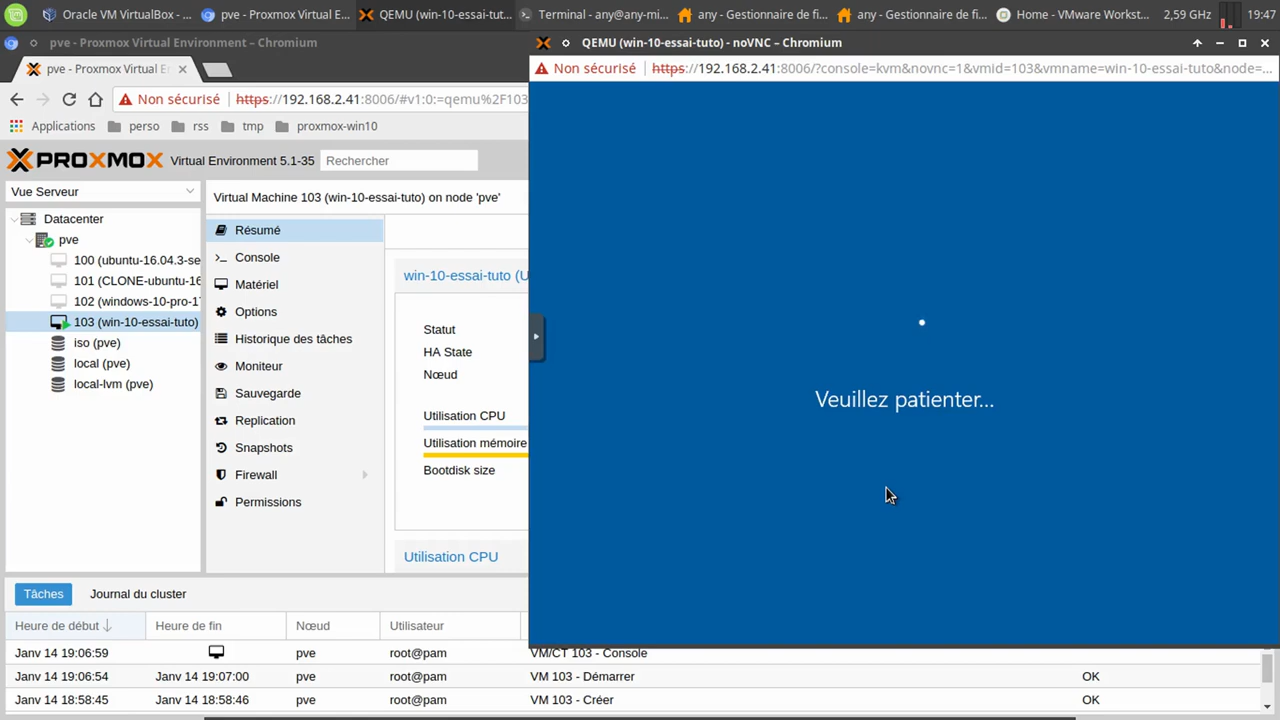 Oracle VM VirtualBox - ...
pve - Proxmox Virtual E...
QEMU (win-10-essai-tut...
Terminal - any@any-mi...
any - Gestionnaire de fi...
any - Gestionnaire de fi...
Home - VMware Workst...
2,59 GHz
19:47
pve - Proxmox Virtual Environment – Chromium
pve - Proxmox Virtual E
Non sécurisé
https://192.168.2.41:8006/#v1:0:=qemu%2F103
Applications
perso
rss
tmp
proxmox-win10
PROXMOX
Virtual Environment 5.1-35
Rechercher
Vue Serveur
Datacenter
pve
100 (ubuntu-16.04.3-se
101 (CLONE-ubuntu-16
102 (windows-10-pro-1
103 (win-10-essai-tuto)
iso (pve)
local (pve)
local-lvm (pve)
Virtual Machine 103 (win-10-essai-tuto) on node 'pve'
Résumé
Console
Matériel
Options
Historique des tâches
Moniteur
Sauvegarde
Replication
Snapshots
Firewall
Permissions
win-10-essai-tuto (U
Statut
HA State
Nœud
Utilisation CPU
Utilisation mémoire
Bootdisk size
Utilisation CPU
QEMU (win-10-essai-tuto) - noVNC – Chromium
Non sécurisé
https://192.168.2.41:8006/?console=kvm&novnc=1&vmid=103&vmname=win-10-essai-tuto&node=...
Veuillez patienter...
Tâches
Journal du cluster
Heure de début
Heure de fin
Nœud
Utilisateur
Janv 14 19:06:59
pve
root@pam
VM/CT 103 - Console
Janv 14 19:06:54
Janv 14 19:07:00
pve
root@pam
VM 103 - Démarrer
OK
Janv 14 18:58:45
Janv 14 18:58:46
pve
root@pam
VM 103 - Créer
OK